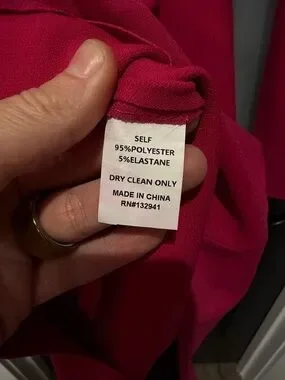 SELF
95%POLYESTER
5%ELASTANE
DRY CLEAN ONLY
MADE IN CHINA
RN#132941